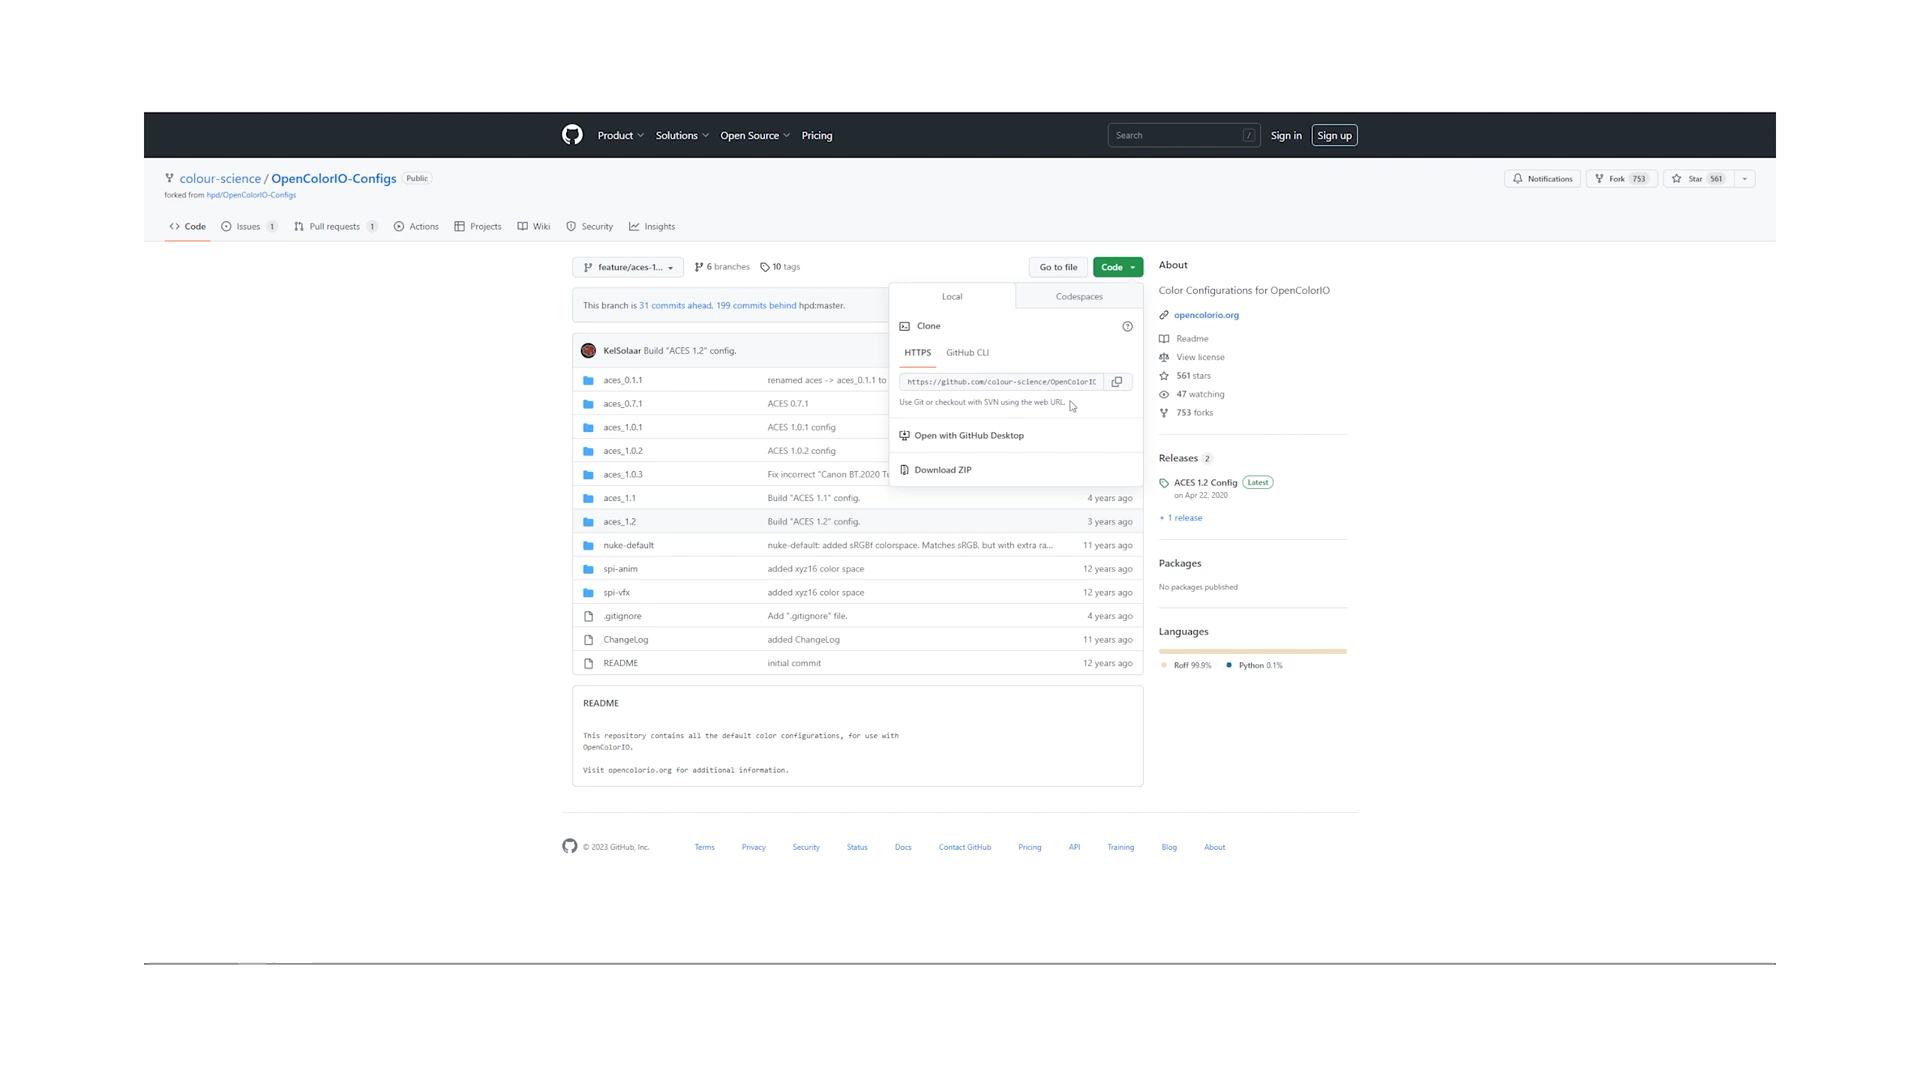 Product
Solutions
Open Source
Pricing
Search /
Sign in
Sign up
colour-science / OpenColorIO-Configs Public
forked from hpd/OpenColorIO-Configs
Notifications
Fork 753
Star 561
Code
Issues 1
Pull requests 1
Actions
Projects
Wiki
Security
Insights
feature/aces-1...
6 branches
10 tags
Go to file
Code
This branch is 31 commits ahead, 199 commits behind hpd:master.
Local
Codespaces
Clone
HTTPS
GitHub CLI
https://github.com/colour-science/OpenColorIO
Use Git or checkout with SVN using the web URL.
Open with GitHub Desktop
Download ZIP
KelSolaar Build "ACES 1.2" config.
aces_0.1.1 renamed aces -> aces_0.1.1 to
aces_0.7.1 ACES 0.7.1
aces_1.0.1 ACES 1.0.1 config
aces_1.0.2 ACES 1.0.2 config
aces_1.0.3 Fix incorrect "Canon BT.2020 Tu
aces_1.1 Build "ACES 1.1" config. 4 years ago
aces_1.2 Build "ACES 1.2" config. 3 years ago
nuke-default nuke-default: added sRGBf colorspace. Matches sRGB, but with extra ra... 11 years ago
spi-anim added xyz16 color space 12 years ago
spi-vfx added xyz16 color space 12 years ago
.gitignore Add ".gitignore" file. 4 years ago
ChangeLog added ChangeLog 11 years ago
README initial commit 12 years ago
README
This repository contains all the default color configurations, for use with
OpenColorIO.
Visit opencolorio.org for additional information.
About
Color Configurations for OpenColorIO
opencolorio.org
Readme
View license
561 stars
47 watching
753 forks
Releases 2
ACES 1.2 Config Latest
on Apr 22, 2020
+ 1 release
Packages
No packages published
Languages
Roff 99.9%
Python 0.1%
© 2023 GitHub, Inc.
Terms
Privacy
Security
Status
Docs
Contact GitHub
Pricing
API
Training
Blog
About